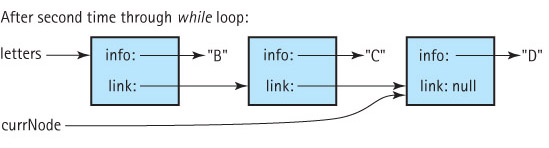 After second time through while loop:
letters info: "B" info: "C" info: "D"
link: link: link: null
currNode